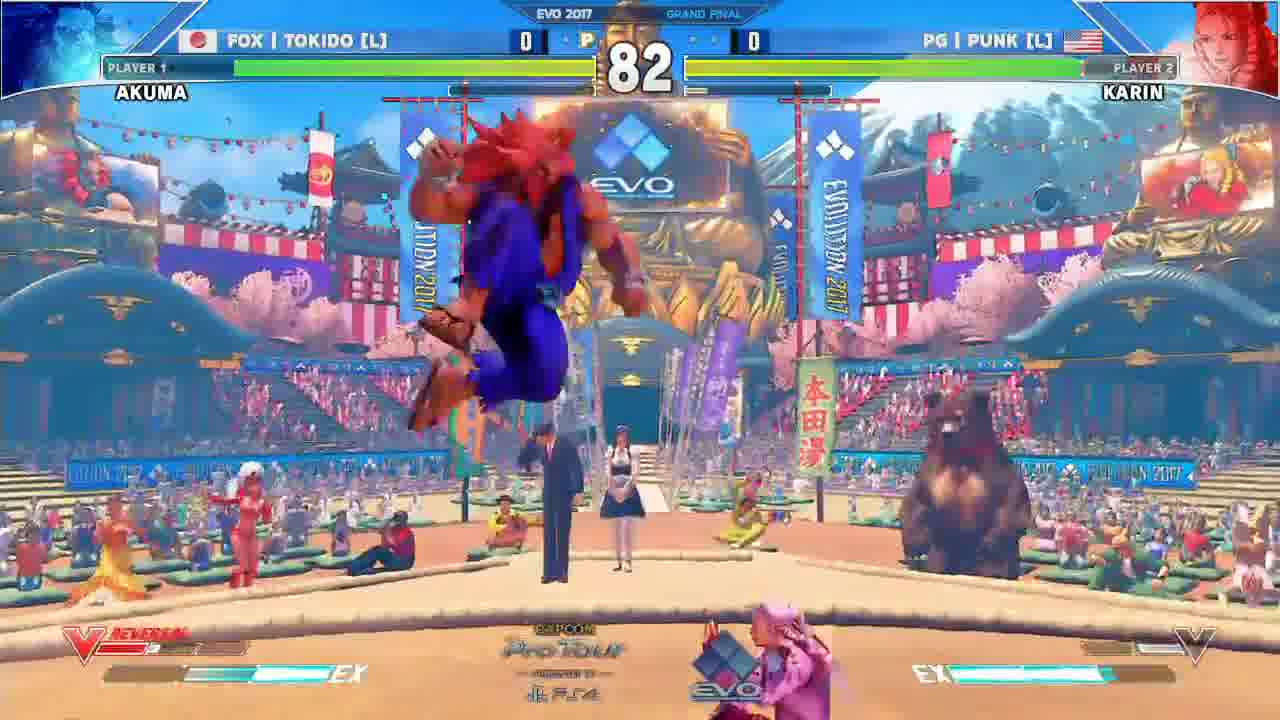 EVO 2017 GRAND FINAL
FOX | TOKIDO [L] 0 P 82 0 PG | PUNK [L]
PLAYER 1 PLAYER 2
AKUMA KARIN
EVO
EVOLUTION 2017
本田湯
EVOLUTION 2017
REVERSAL
V V
EX EX
CAPCOM
PRO TOUR
PS4
EVO